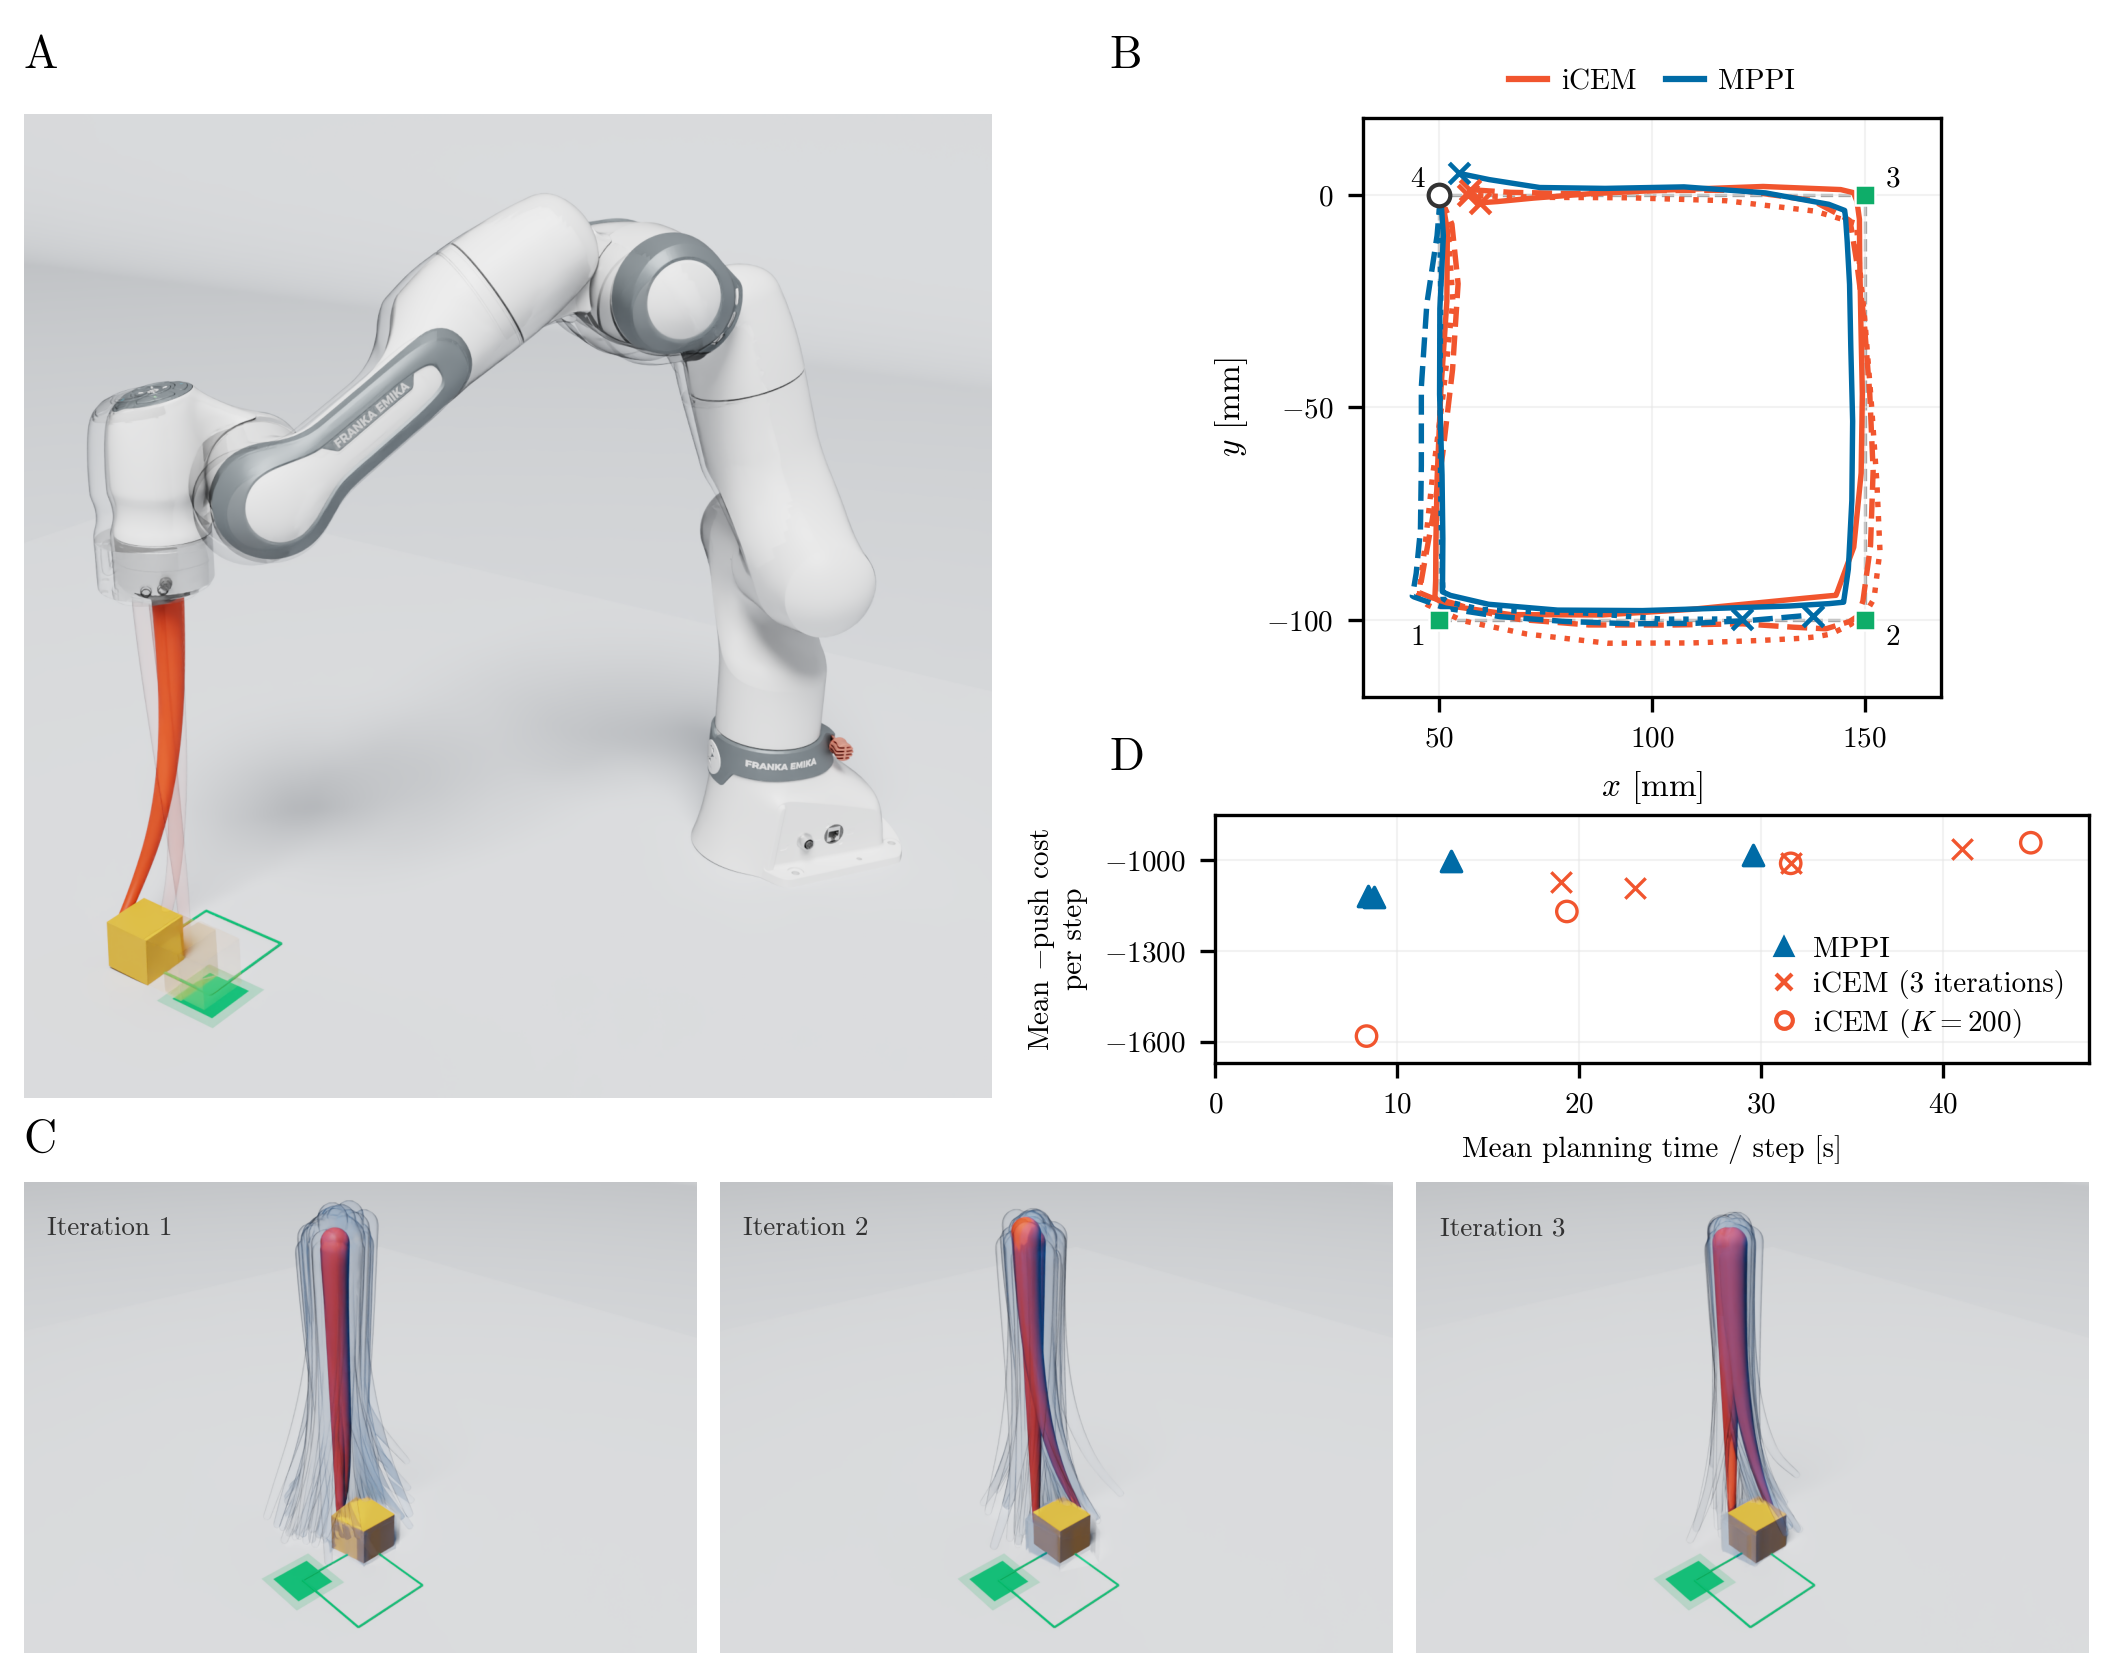 A
FRANKA EMIKA
FRANKA EMIKA
B
iCEM
MPPI
4
3
1
2
0
−50
−100
y [mm]
50
100
150
x [mm]
D
Mean −push cost
per step
−1000
−1300
−1600
MPPI
iCEM (3 iterations)
iCEM (K = 200)
0
10
20
30
40
Mean planning time / step [s]
C
Iteration 1
Iteration 2
Iteration 3